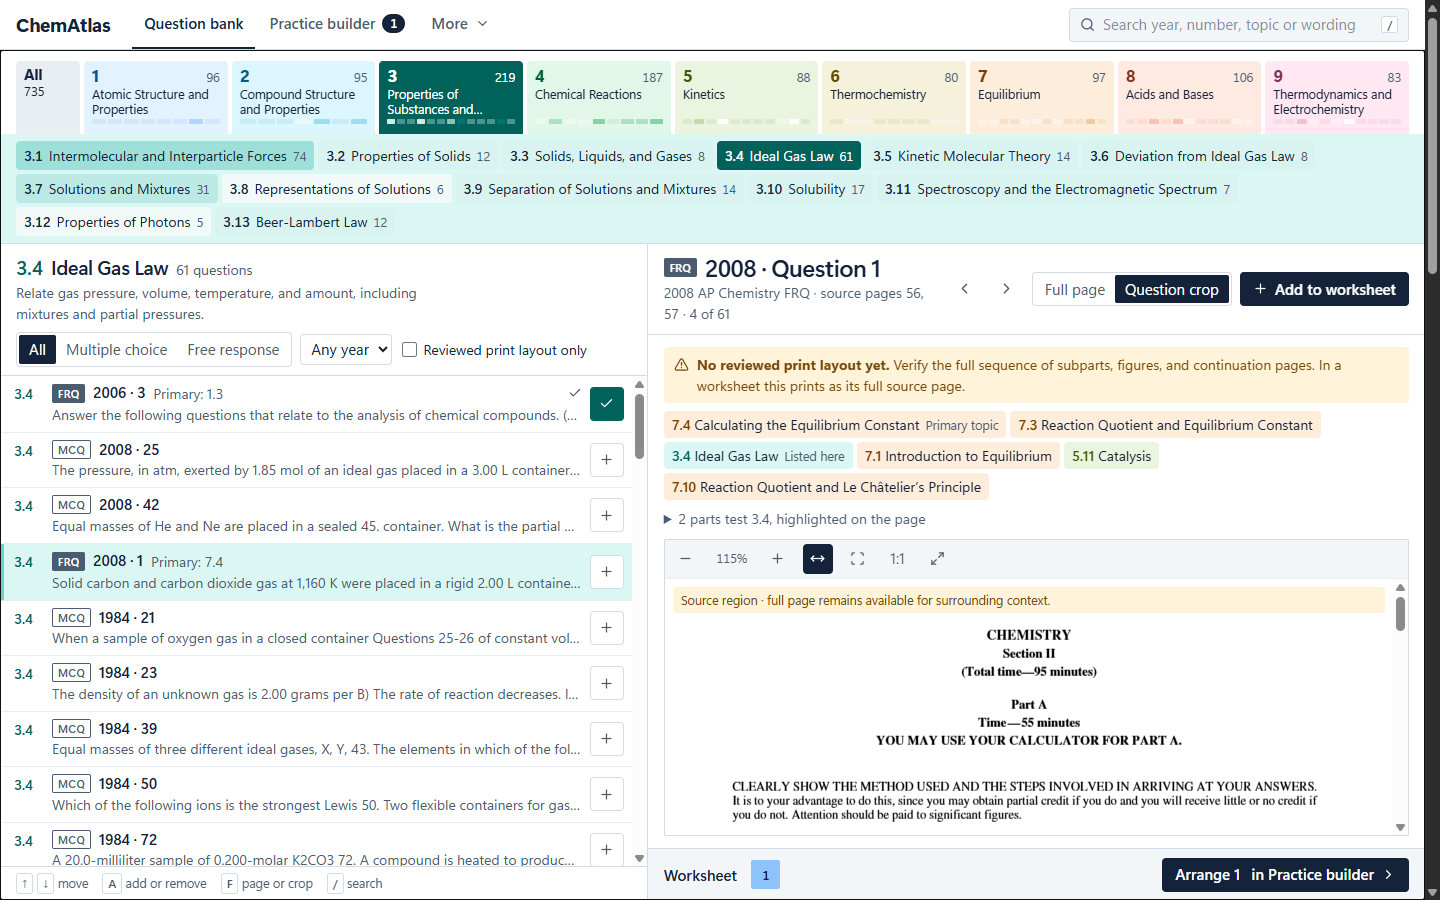 ChemAtlas
Question bank
Practice builder 1
More
Search year, number, topic or wording /
All
735
1 96
Atomic Structure and
Properties
2 95
Compound Structure
and Properties
3 219
Properties of
Substances and...
4 187
Chemical Reactions
5 88
Kinetics
6 80
Thermochemistry
7 97
Equilibrium
8 106
Acids and Bases
9 83
Thermodynamics and
Electrochemistry
3.1 Intermolecular and Interparticle Forces 74
3.2 Properties of Solids 12
3.3 Solids, Liquids, and Gases 8
3.4 Ideal Gas Law 61
3.5 Kinetic Molecular Theory 14
3.6 Deviation from Ideal Gas Law 8
3.7 Solutions and Mixtures 31
3.8 Representations of Solutions 6
3.9 Separation of Solutions and Mixtures 14
3.10 Solubility 17
3.11 Spectroscopy and the Electromagnetic Spectrum 7
3.12 Properties of Photons 5
3.13 Beer-Lambert Law 12
3.4 Ideal Gas Law 61 questions
Relate gas pressure, volume, temperature, and amount, including
mixtures and partial pressures.
All Multiple choice Free response
Any year
Reviewed print layout only
3.4 FRQ 2006 · 3 Primary: 1.3
Answer the following questions that relate to the analysis of chemical compounds. (...
3.4 MCQ 2008 · 25
The pressure, in atm, exerted by 1.85 mol of an ideal gas placed in a 3.00 L container...
3.4 MCQ 2008 · 42
Equal masses of He and Ne are placed in a sealed 45. container. What is the partial ...
3.4 FRQ 2008 · 1 Primary: 7.4
Solid carbon and carbon dioxide gas at 1,160 K were placed in a rigid 2.00 L containe...
3.4 MCQ 1984 · 21
When a sample of oxygen gas in a closed container Questions 25-26 of constant vol...
3.4 MCQ 1984 · 23
The density of an unknown gas is 2.00 grams per B) The rate of reaction decreases. I...
3.4 MCQ 1984 · 39
Equal masses of three different ideal gases, X, Y, 43. The elements in which of the fol...
3.4 MCQ 1984 · 50
Which of the following ions is the strongest Lewis 50. Two flexible containers for gas...
3.4 MCQ 1984 · 72
A 20.0-milliliter sample of 0.200-molar K2CO3 72. A compound is heated to produc...
↑ ↓ move A add or remove F page or crop / search
FRQ 2008 · Question 1
2008 AP Chemistry FRQ · source pages 56,
57 · 4 of 61
Full page Question crop
+ Add to worksheet
No reviewed print layout yet. Verify the full sequence of subparts, figures, and continuation pages. In a
worksheet this prints as its full source page.
7.4 Calculating the Equilibrium Constant Primary topic
7.3 Reaction Quotient and Equilibrium Constant
3.4 Ideal Gas Law Listed here
7.1 Introduction to Equilibrium
5.11 Catalysis
7.10 Reaction Quotient and Le Châtelier's Principle
2 parts test 3.4, highlighted on the page
− 115% + 1:1
Source region · full page remains available for surrounding context.
CHEMISTRY
Section II
(Total time—95 minutes)
Part A
Time—55 minutes
YOU MAY USE YOUR CALCULATOR FOR PART A.
CLEARLY SHOW THE METHOD USED AND THE STEPS INVOLVED IN ARRIVING AT YOUR ANSWERS.
It is to your advantage to do this, since you may obtain partial credit if you do and you will receive little or no credit if
you do not. Attention should be paid to significant figures.
Worksheet 1
Arrange 1 in Practice builder